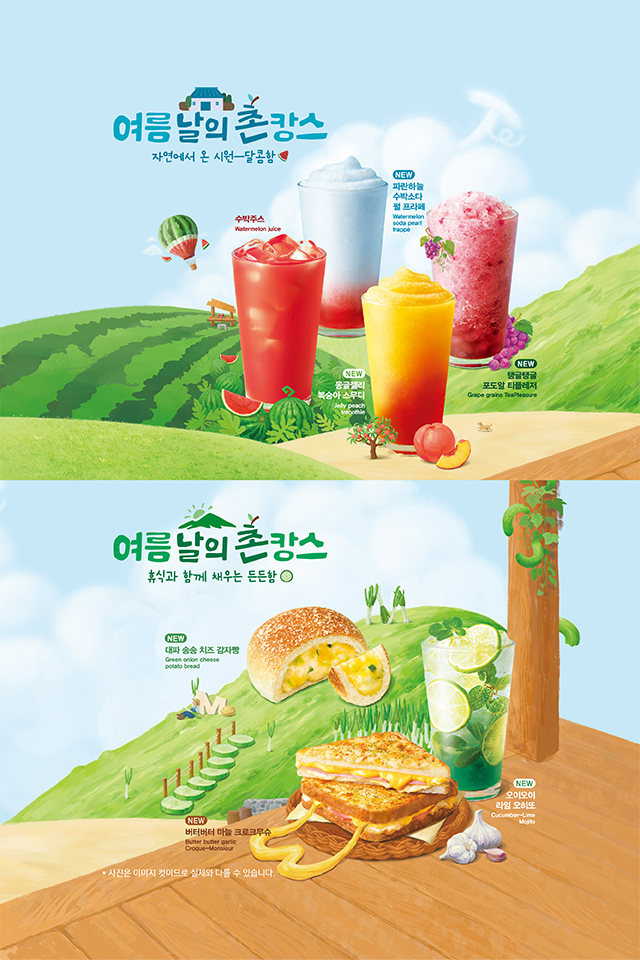 여름 날의 촌캉스
자연에서 온 시원—달콤함
NEW
파란하늘
수박소다
펄 프라페
Watermelon
soda pearl
frappé
수박주스
Watermelon juice
NEW
몽글젤리
복숭아 스무디
Jelly peach
smoothie
NEW
탱글탱글
포도알 티플레저
Grape grains TeaPleasure
여름 날의 촌캉스
휴식과 함께 채우는 든든함
NEW
대파 송송 치즈 감자빵
Green onion cheese
potato bread
M
NEW
오이오이
라임 오히또
Cucumber-Lime
Mojito
NEW
버터버터 마늘 크로크무슈
Butter butter garlic
Croque-Monsieur
* 사진은 이미지 컷이므로 실제와 다를 수 있습니다.